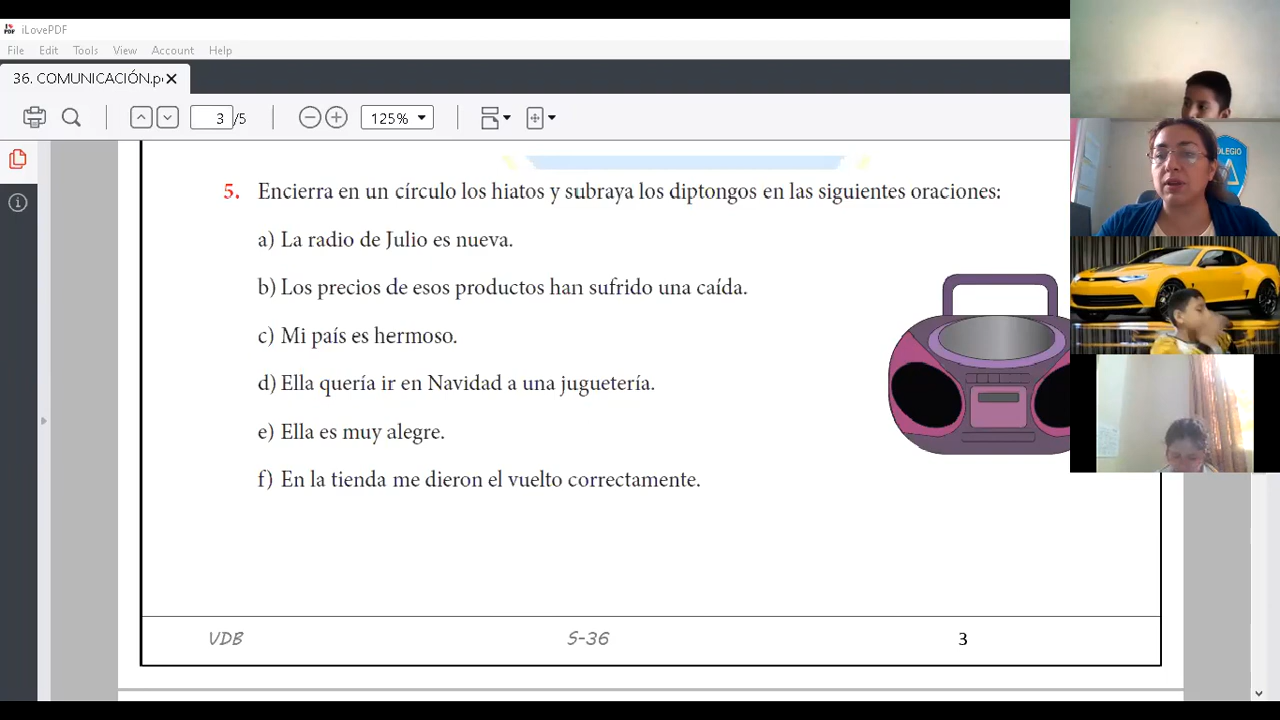 iLovePDF
File Edit Tools View Account Help
36. COMUNICACIÓN.p
3 /5 125%
5. Encierra en un círculo los hiatos y subraya los diptongos en las siguientes oraciones:
a) La radio de Julio es nueva.
b) Los precios de esos productos han sufrido una caída.
c) Mi país es hermoso.
d) Ella quería ir en Navidad a una juguetería.
e) Ella es muy alegre.
f) En la tienda me dieron el vuelto correctamente.
VDB S-36 3
OLEGIO